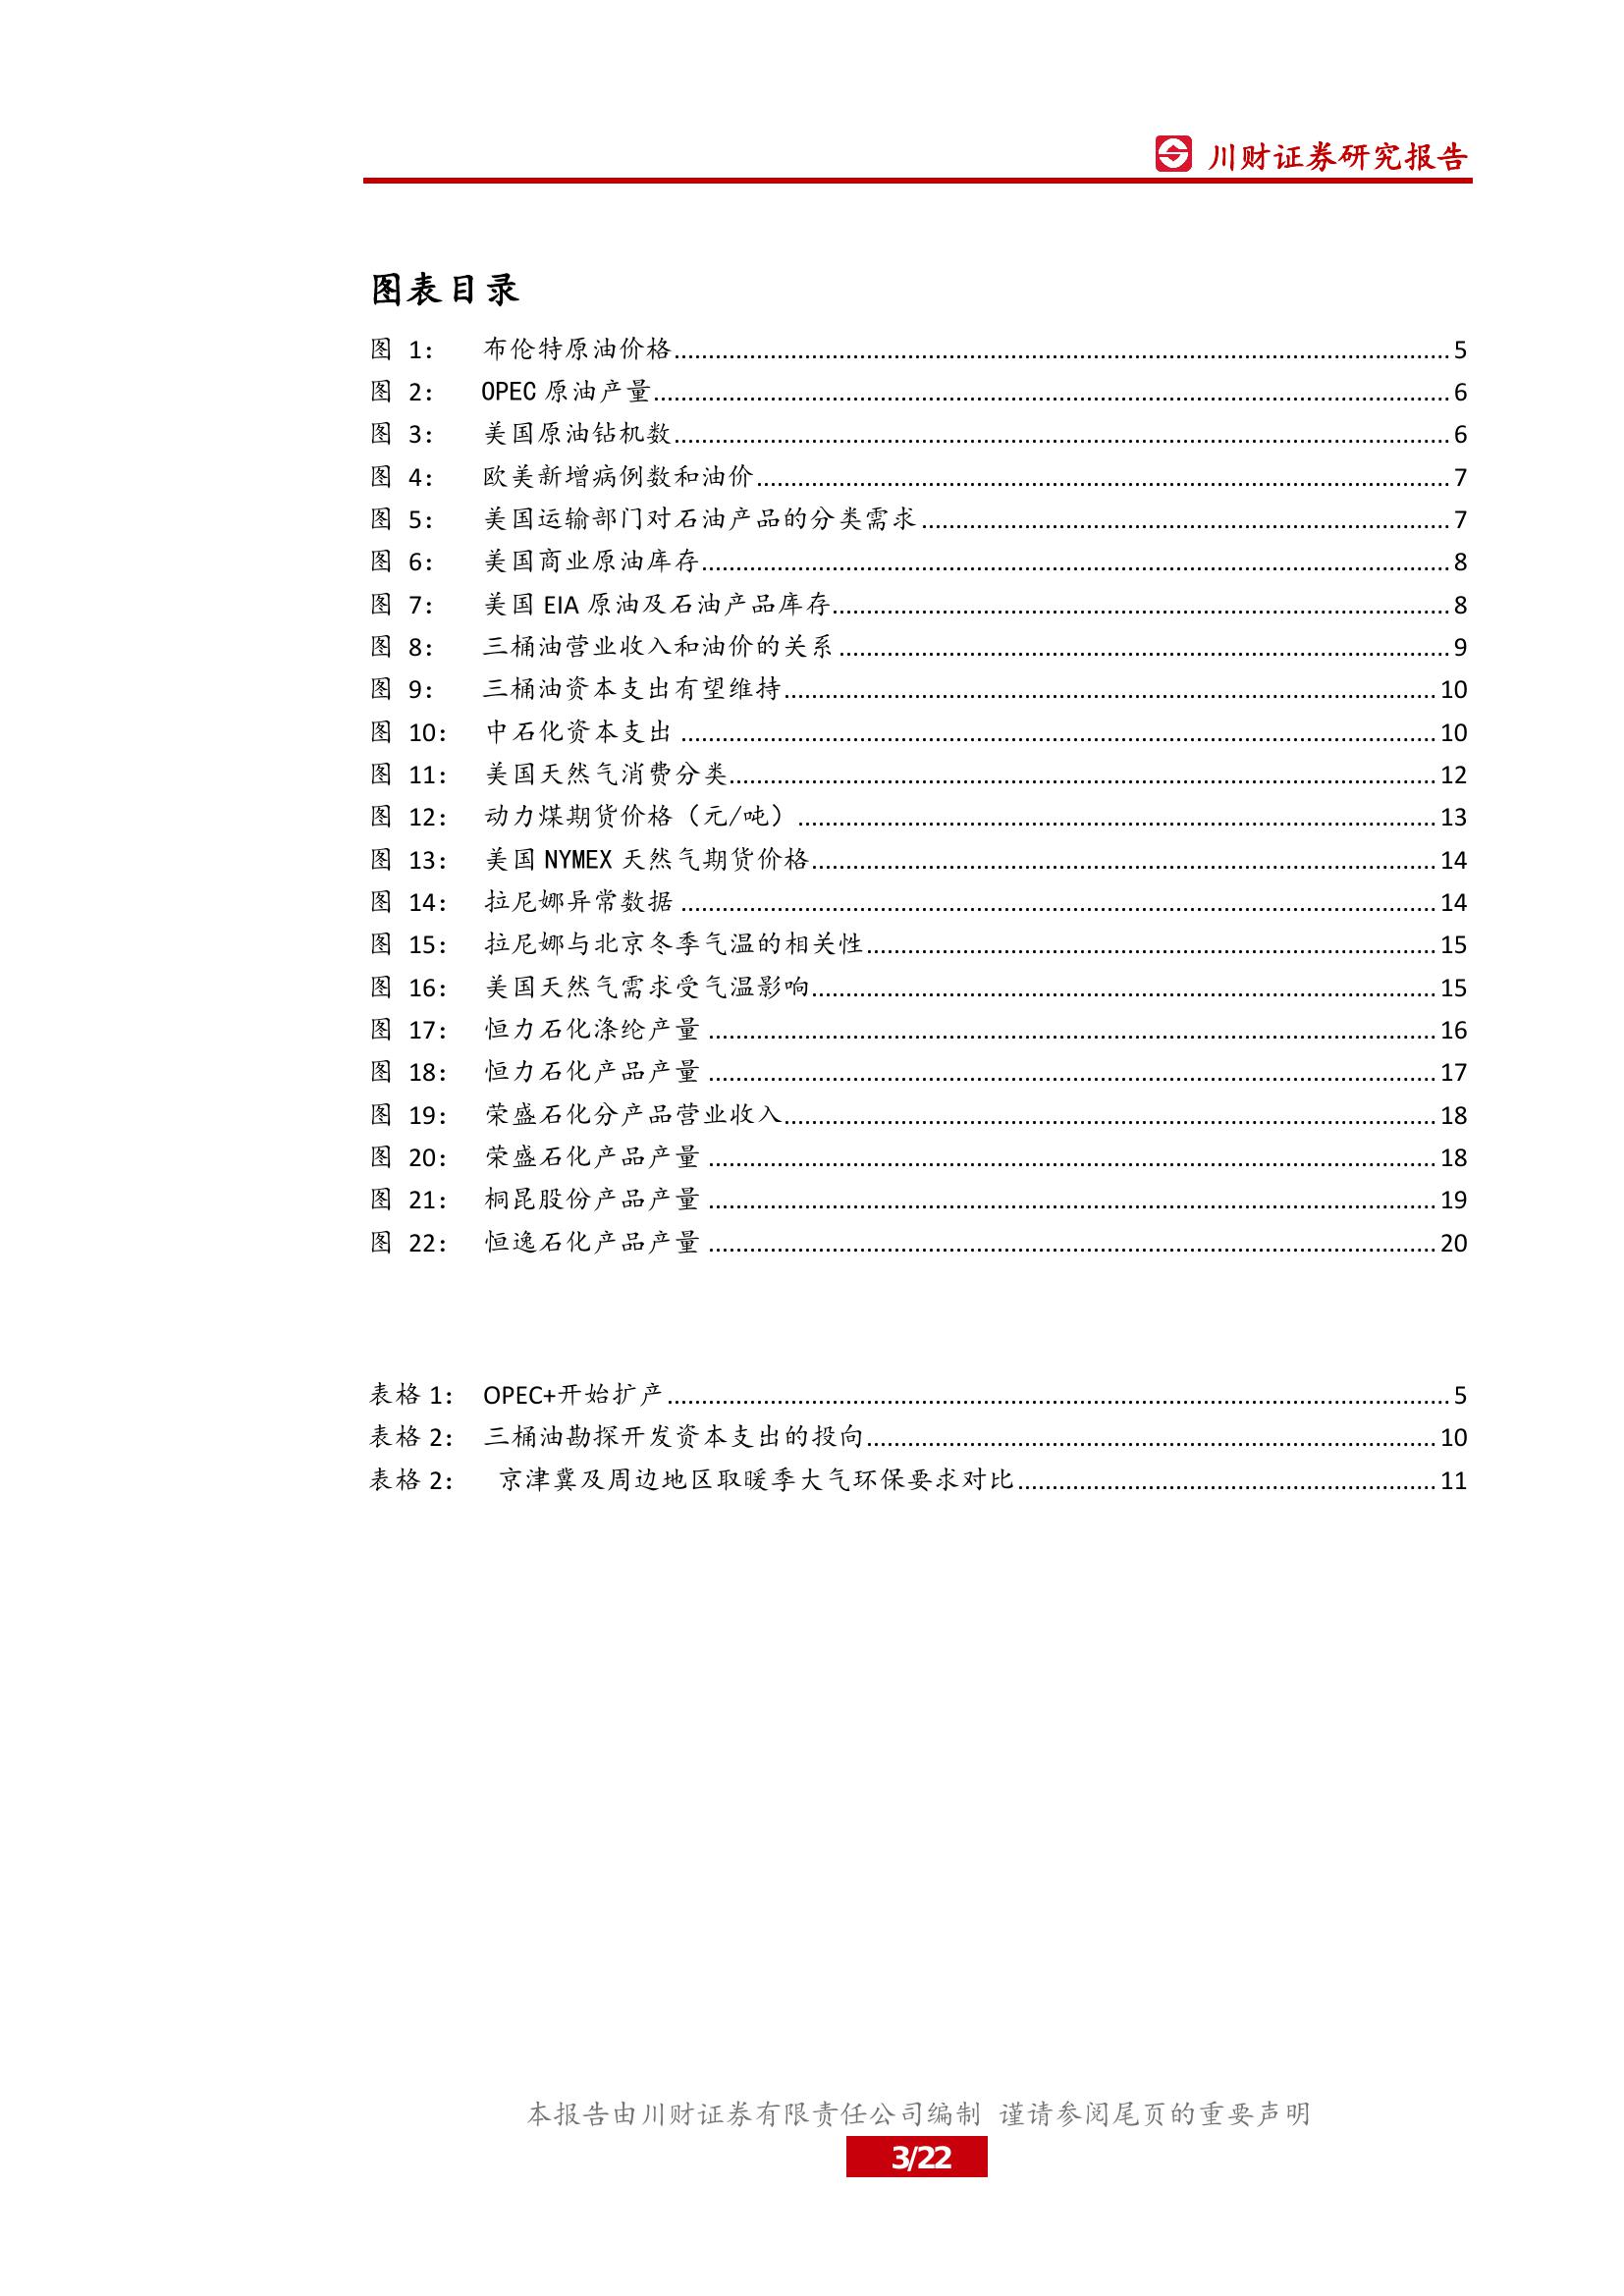 川财证券研究报告
图表目录
图 1: 布伦特原油价格 5
图 2: OPEC 原油产量 6
图 3: 美国原油钻机数 6
图 4: 欧美新增病例数和油价 7
图 5: 美国运输部门对石油产品的分类需求 7
图 6: 美国商业原油库存 8
图 7: 美国 EIA 原油及石油产品库存 8
图 8: 三桶油营业收入和油价的关系 9
图 9: 三桶油资本支出有望维持 10
图 10: 中石化资本支出 10
图 11: 美国天然气消费分类 12
图 12: 动力煤期货价格（元/吨） 13
图 13: 美国 NYMEX 天然气期货价格 14
图 14: 拉尼娜异常数据 14
图 15: 拉尼娜与北京冬季气温的相关性 15
图 16: 美国天然气需求受气温影响 15
图 17: 恒力石化涤纶产量 16
图 18: 恒力石化产品产量 17
图 19: 荣盛石化分产品营业收入 18
图 20: 荣盛石化产品产量 18
图 21: 桐昆股份产品产量 19
图 22: 恒逸石化产品产量 20
表格 1: OPEC+开始扩产 5
表格 2: 三桶油勘探开发资本支出的投向 10
表格 2: 京津冀及周边地区取暖季大气环保要求对比 11
本报告由川财证券有限责任公司编制 谨请参阅尾页的重要声明
3/22